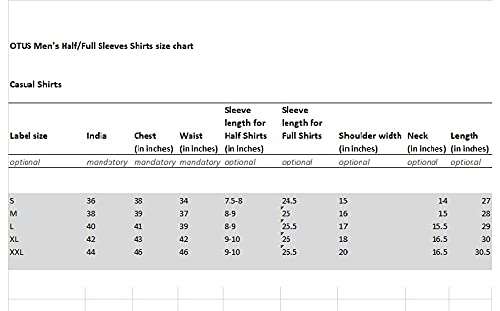 OTUS Men's Half/Full Sleeves Shirts size chart
Casual Shirts
Label size India Chest (in inches) Waist (in inches) Sleeve length for Half Shirts (in inches) Sleeve length for Full Shirts Shoulder width (in inches) Neck (in inches) Length (in inches)
optional mandatory mandatory mandatory optional optional optional optional optional
S 36 38 34 7.5-8 24.5 15 14 27
M 38 39 37 8-9 25 16 15 28
L 40 41 39 8-9 25.5 17 15.5 29
XL 42 43 42 9-10 25 18 16.5 30
XXL 44 46 46 9-10 25.5 20 16.5 30.5